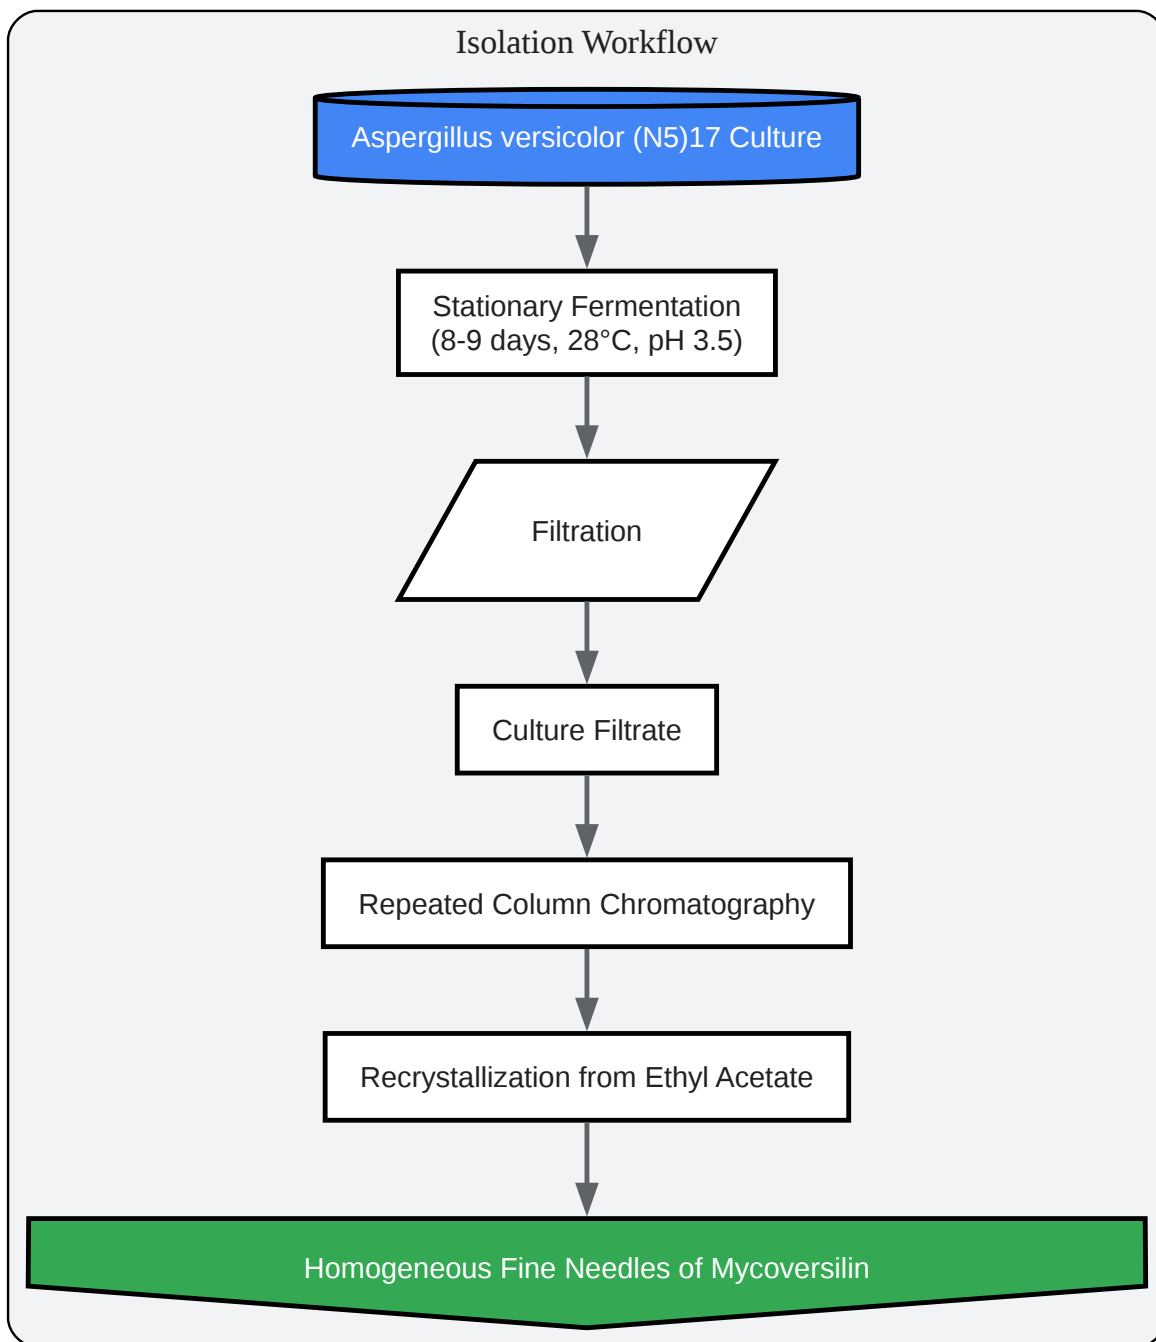 Isolation Workflow
Aspergillus versicolor (N5)17 Culture
Stationary Fermentation
(8-9 days, 28°C, pH 3.5)
Filtration
Culture Filtrate
Repeated Column Chromatography
Recrystallization from Ethyl Acetate
Homogeneous Fine Needles of Mycoversilin